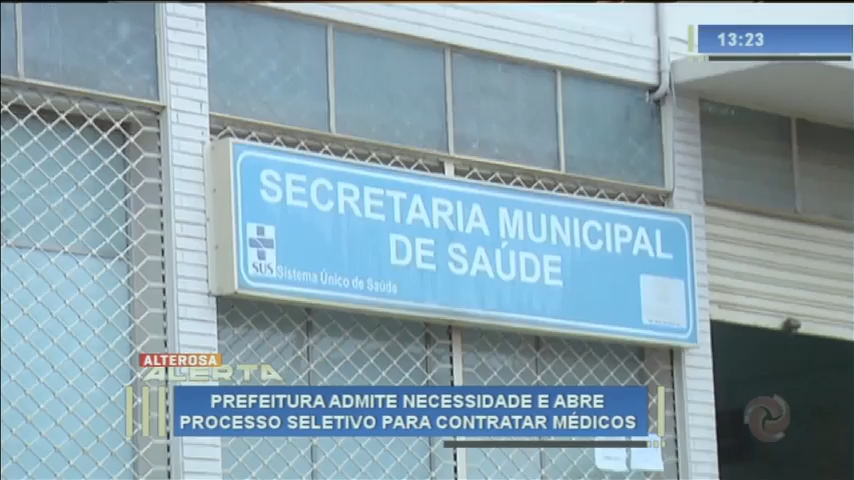 13:23
SECRETARIA MUNICIPAL
DE SAÚDE
SUS
Sistema Único de Saúde
ALTEROSA
ALERTA
PREFEITURA ADMITE NECESSIDADE E ABRE
PROCESSO SELETIVO PARA CONTRATAR MÉDICOS